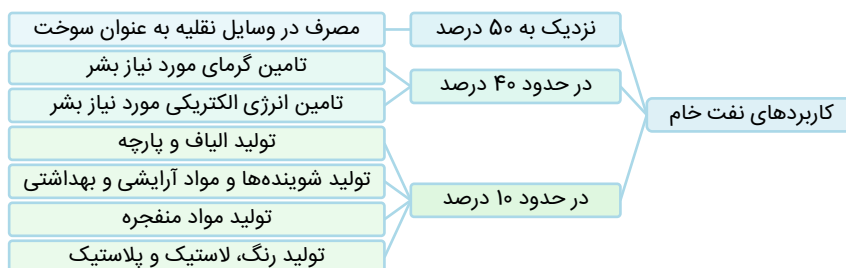 کاربردهای نفت خام
نزدیک به ۵۰ درصد
مصرف در وسایل نقلیه به عنوان سوخت
در حدود ۴۰ درصد
تامین گرمای مورد نیاز بشر
تامین انرژی الکتریکی مورد نیاز بشر
در حدود ۱۰ درصد
تولید الیاف و پارچه
تولید شوینده‌ها و مواد آرایشی و بهداشتی
تولید مواد منفجره
تولید رنگ، لاستیک و پلاستیک